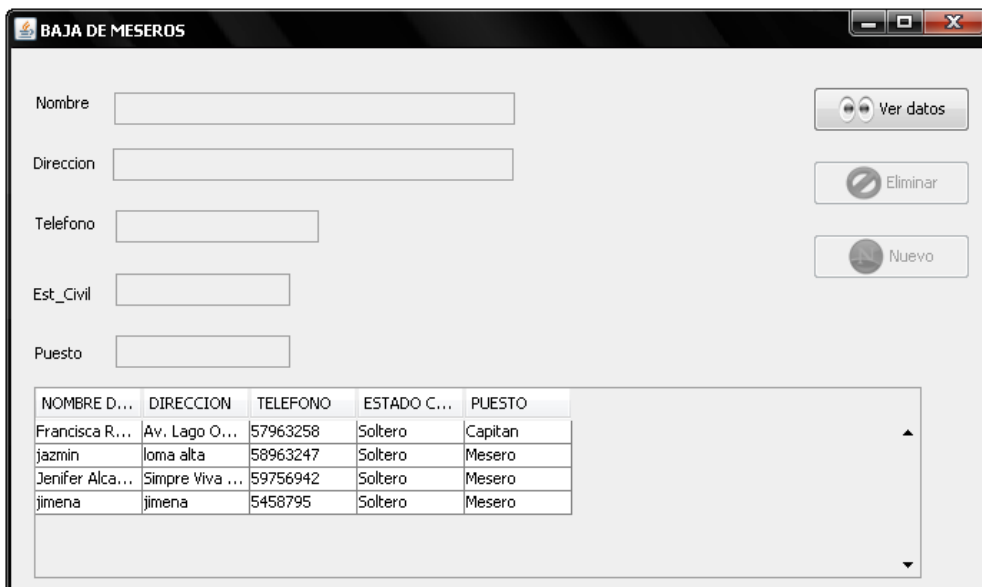 BAJA DE MESEROS
Nombre
Ver datos
Direccion
Eliminar
Telefono
Nuevo
Est_Civil
Puesto
NOMBRE D... DIRECCION TELEFONO ESTADO C... PUESTO
Francisca R... Av. Lago O... 57963258 Soltero Capitan
jazmin loma alta 58963247 Soltero Mesero
Jenifer Alca... Simpre Viva ... 59756942 Soltero Mesero
jimena jimena 5458795 Soltero Mesero